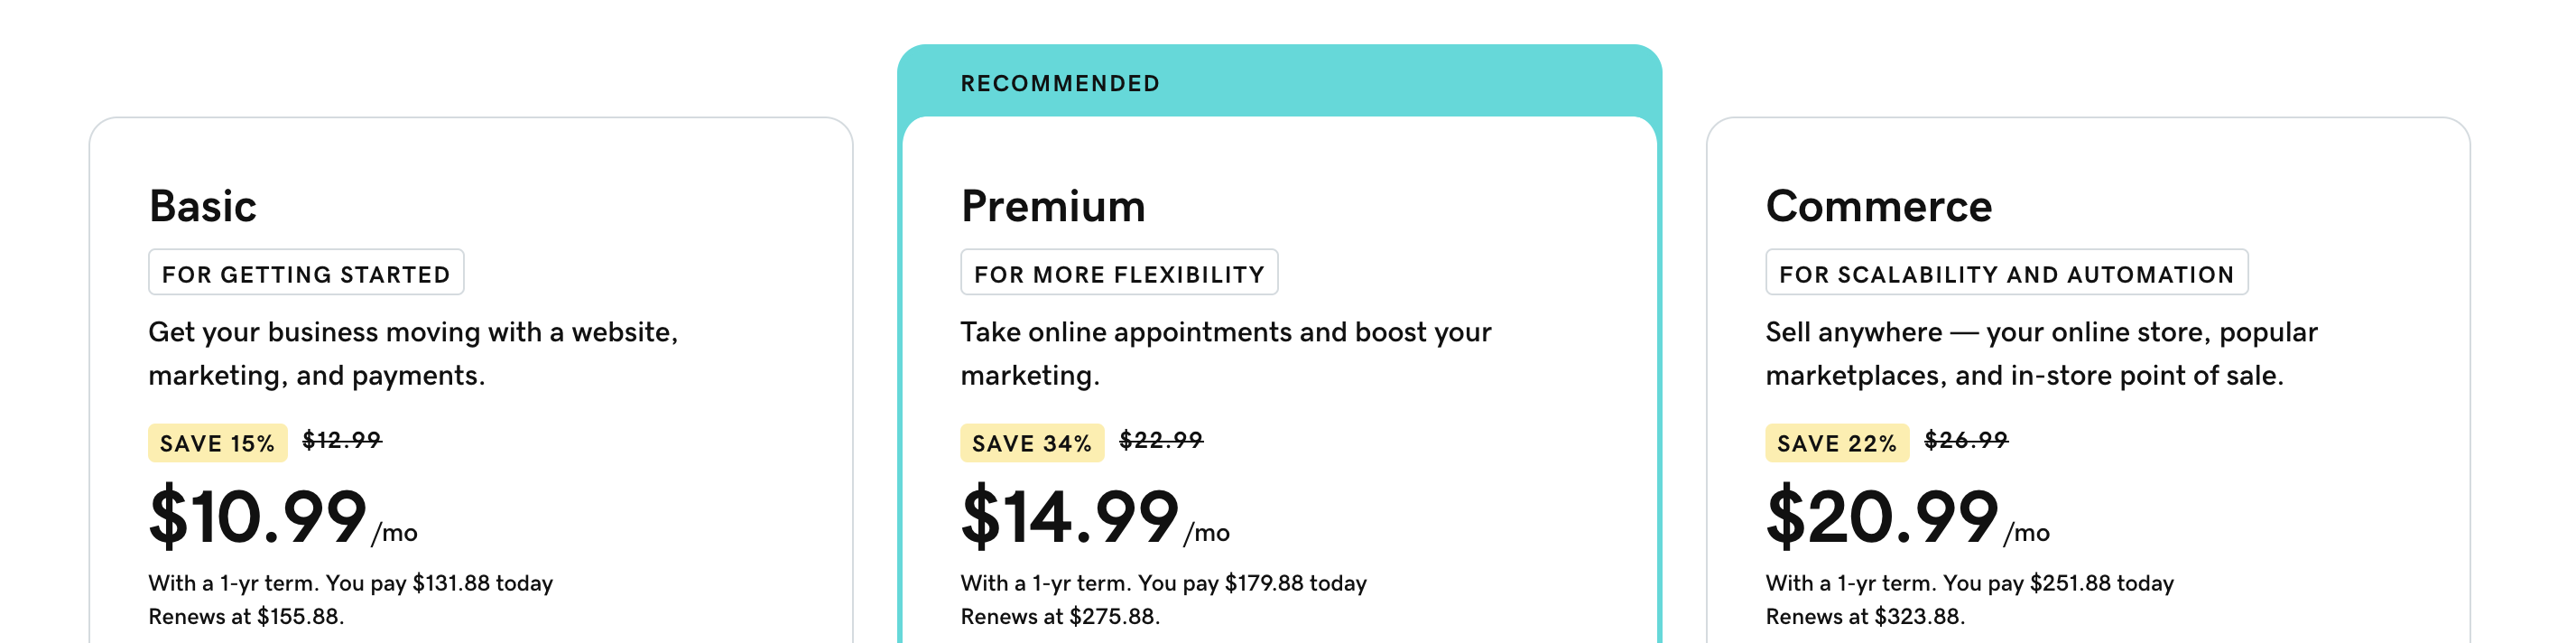 RECOMMENDED
Basic
FOR GETTING STARTED
Get your business moving with a website,
marketing, and payments.
SAVE 15% $12.99
$10.99/mo
With a 1-yr term. You pay $131.88 today
Renews at $155.88.
Premium
FOR MORE FLEXIBILITY
Take online appointments and boost your
marketing.
SAVE 34% $22.99
$14.99/mo
With a 1-yr term. You pay $179.88 today
Renews at $275.88.
Commerce
FOR SCALABILITY AND AUTOMATION
Sell anywhere — your online store, popular
marketplaces, and in-store point of sale.
SAVE 22% $26.99
$20.99/mo
With a 1-yr term. You pay $251.88 today
Renews at $323.88.